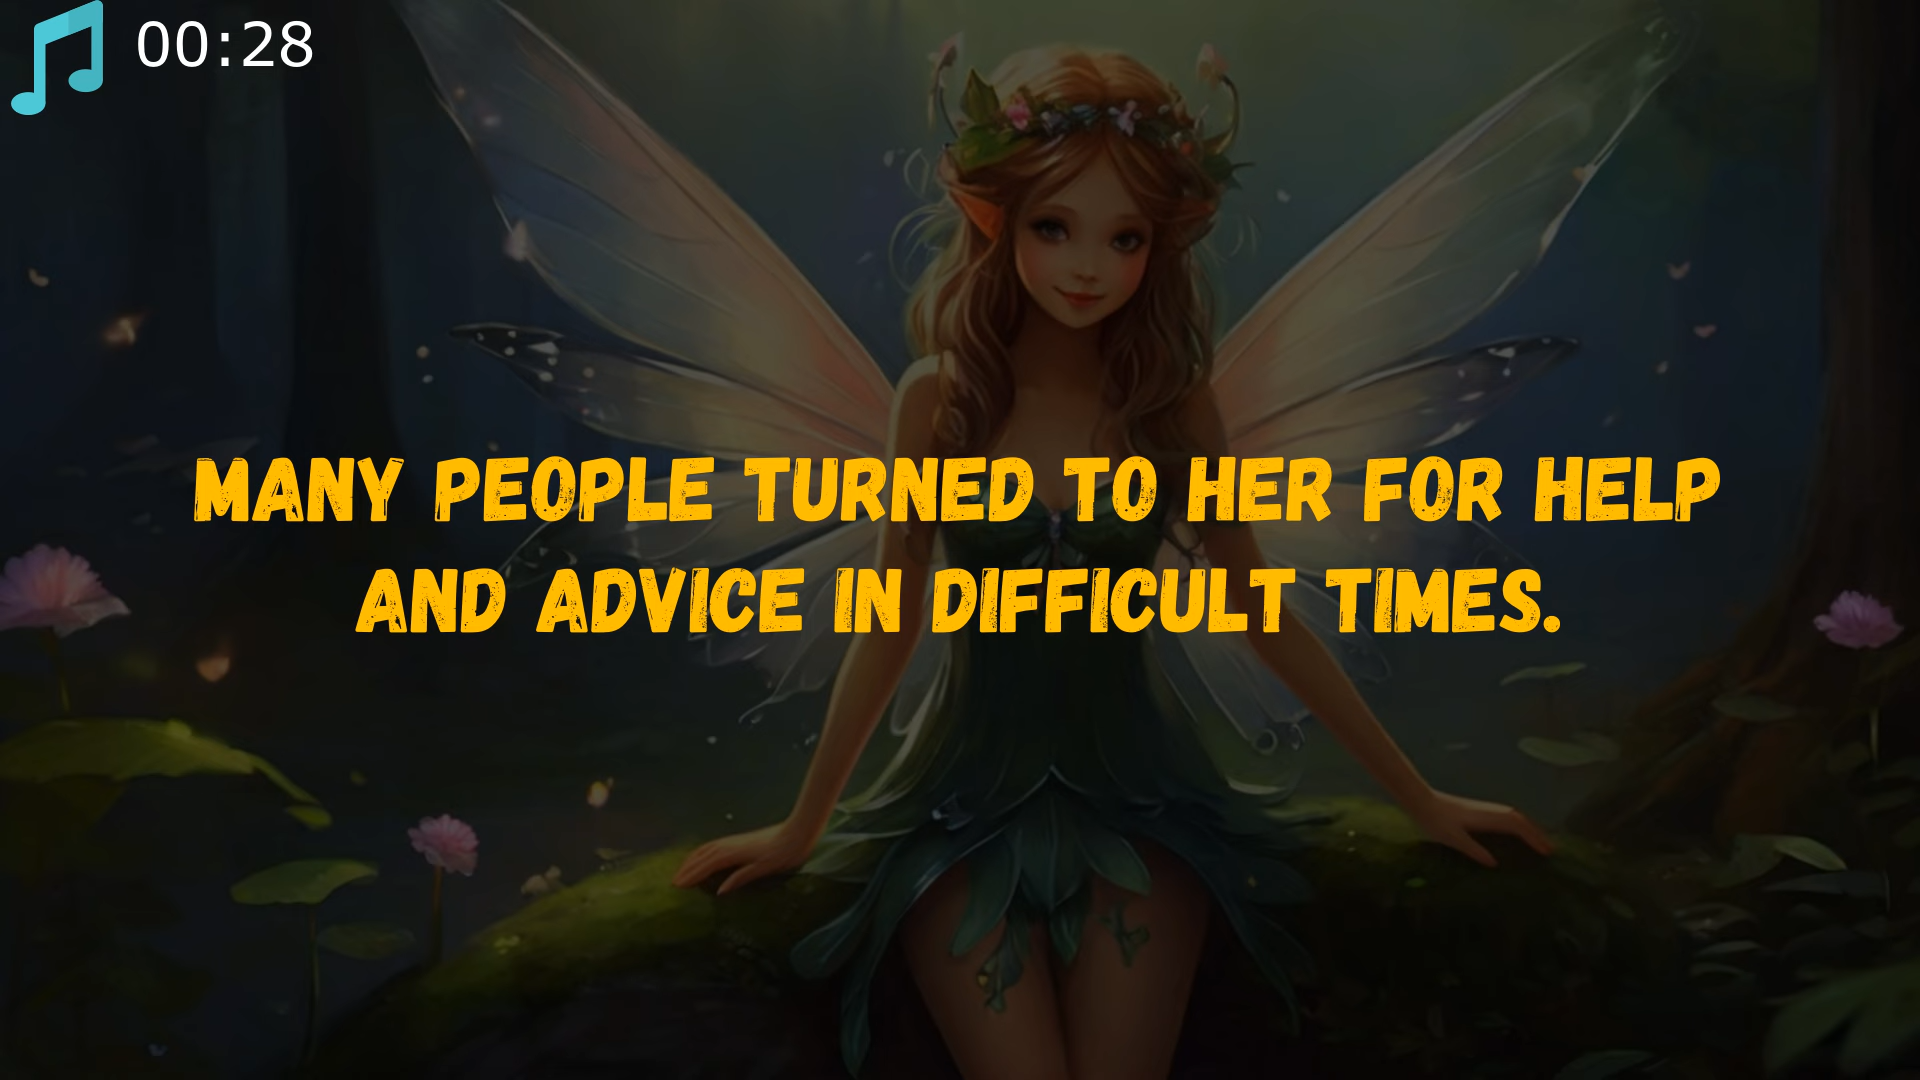 00:28
MANY PEOPLE TURNED TO HER FOR HELP
AND ADVICE IN DIFFICULT TIMES.